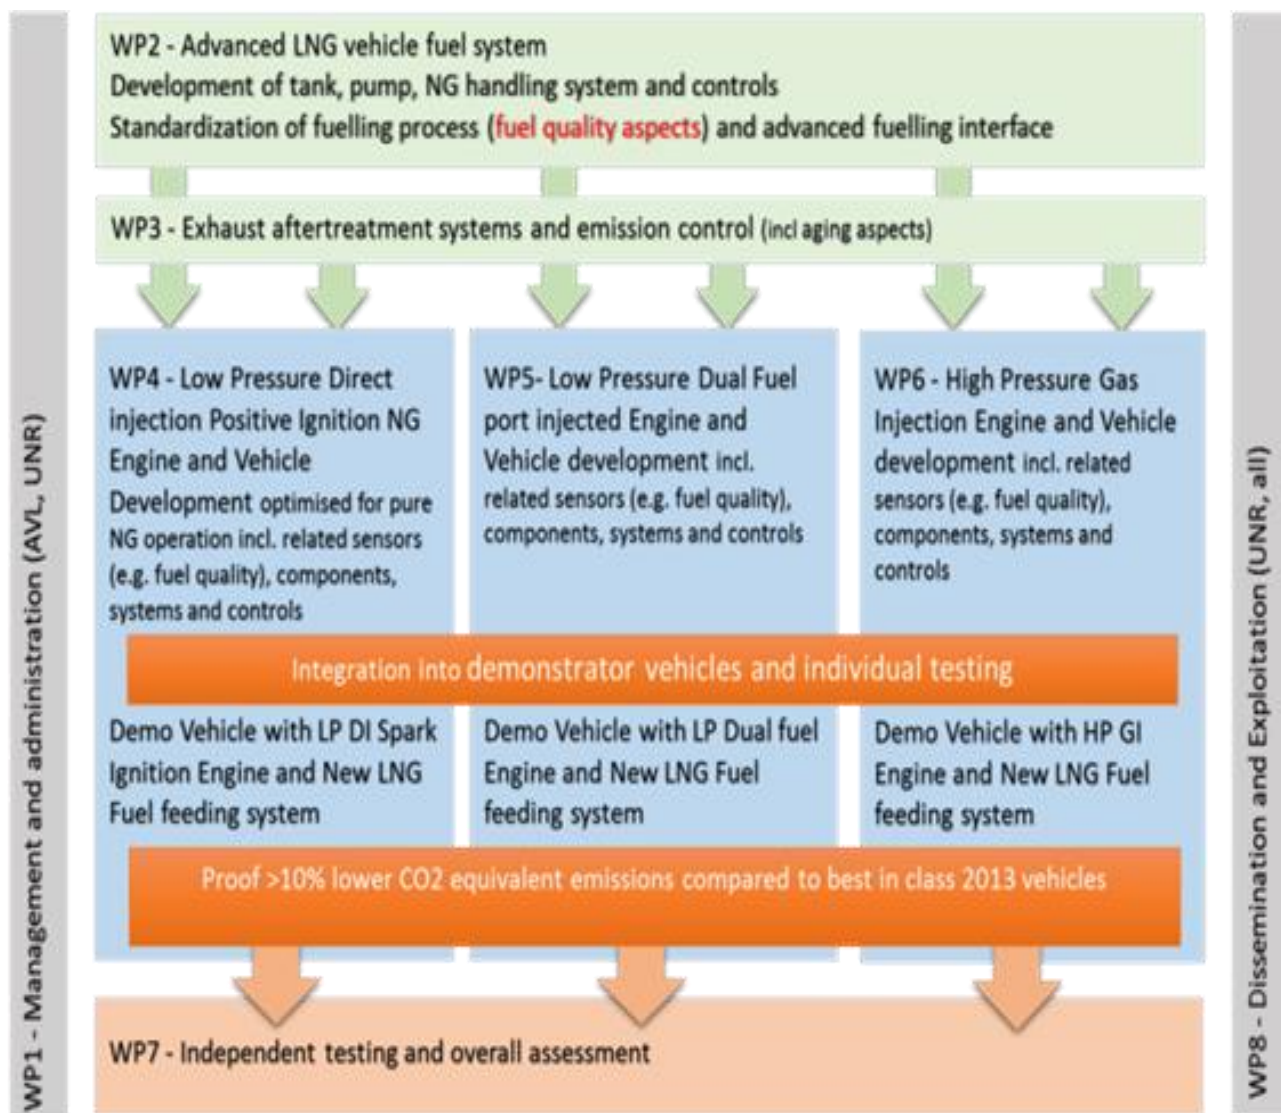 WP1 - Management and administration (AVL, UNR)
WP2 - Advanced LNG vehicle fuel system
Development of tank, pump, NG handling system and controls
Standardization of fuelling process (fuel quality aspects) and advanced fuelling interface
WP3 - Exhaust aftertreatment systems and emission control (incl aging aspects)
WP4 - Low Pressure Direct
injection Positive Ignition NG
Engine and Vehicle
Development optimised for pure
NG operation incl. related sensors
(e.g. fuel quality), components,
systems and controls
WP5- Low Pressure Dual Fuel
port injected Engine and
Vehicle development incl.
related sensors (e.g. fuel quality),
components, systems and controls
WP6 - High Pressure Gas
Injection Engine and Vehicle
development incl. related
sensors (e.g. fuel quality),
components, systems and
controls
Integration into demonstrator vehicles and individual testing
Demo Vehicle with LP DI Spark
Ignition Engine and New LNG
Fuel feeding system
Demo Vehicle with LP Dual fuel
Engine and New LNG Fuel
feeding system
Demo Vehicle with HP GI
Engine and New LNG Fuel
feeding system
Proof >10% lower CO2 equivalent emissions compared to best in class 2013 vehicles
WP7 - Independent testing and overall assessment
WP8 - Dissemination and Exploitation (UNR, all)